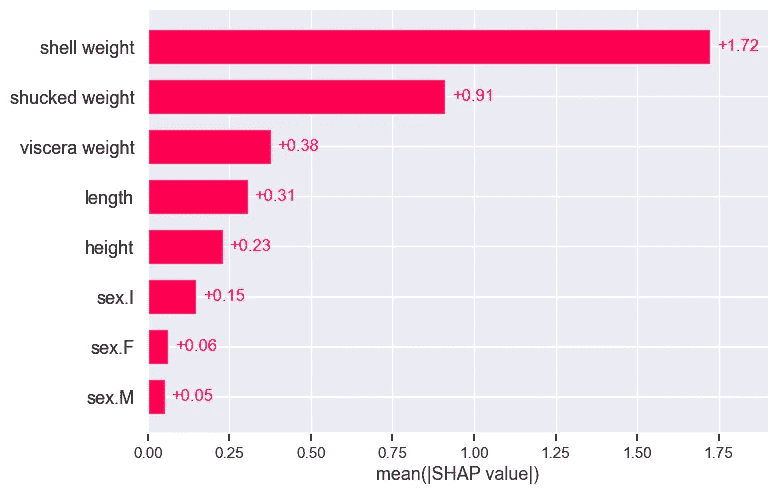 shell weight +1.72
shucked weight +0.91
viscera weight +0.38
length +0.31
height +0.23
sex.I +0.15
sex.F +0.06
sex.M +0.05
0.00 0.25 0.50 0.75 1.00 1.25 1.50 1.75
mean(|SHAP value|)